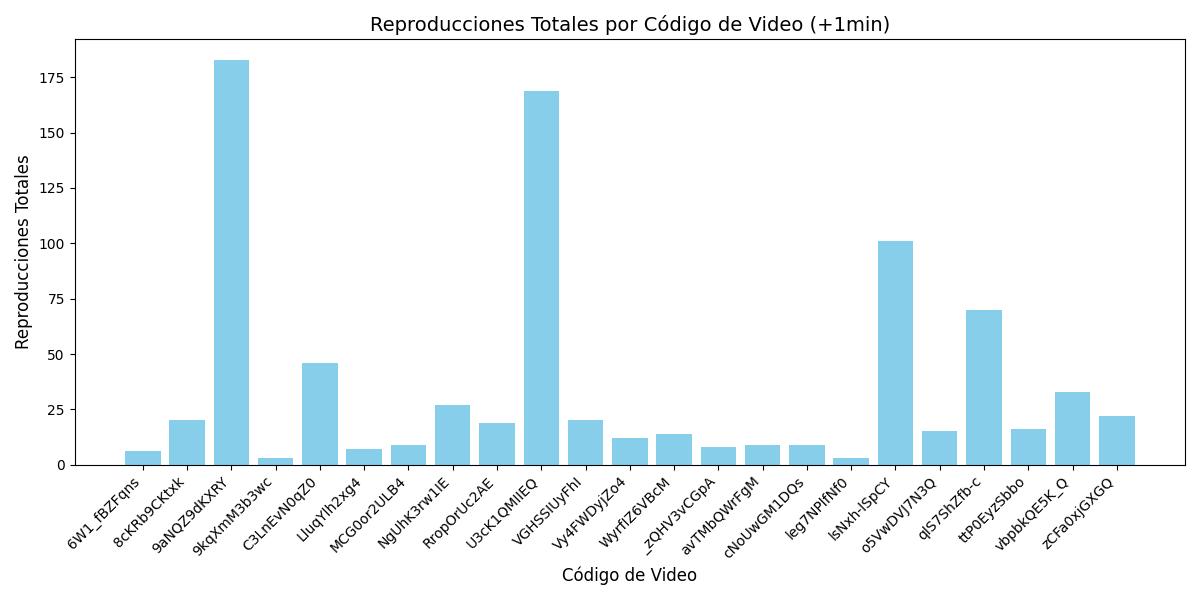 Reproducciones Totales por Código de Video (+1min)
Reproducciones Totales
175
150
125
100
75
50
25
0
6W1_fBZFqns
8cKRb9CKtxk
9aNQZ9dKXRY
9kqXmM3b3wc
C3LnEvN0qZ0
LluqYlh2xg4
MCG0or2ULB4
NgUhK3rw1lE
RropOrUc2AE
U3cK1QMlIEQ
VGHSSlUyFhI
Vy4FWDyjZo4
WyrfiZ6VBcM
_zQHV3vCGpA
avTMbQWrFgM
cNoUwGM1DQs
leg7NPlfNf0
lsNxh-lSpCY
o5VwDVJ7N3Q
qlS7ShZfb-c
ttP0EyzSbbo
vbpbkQE5K_Q
zCFa0xJGXGQ
Código de Video